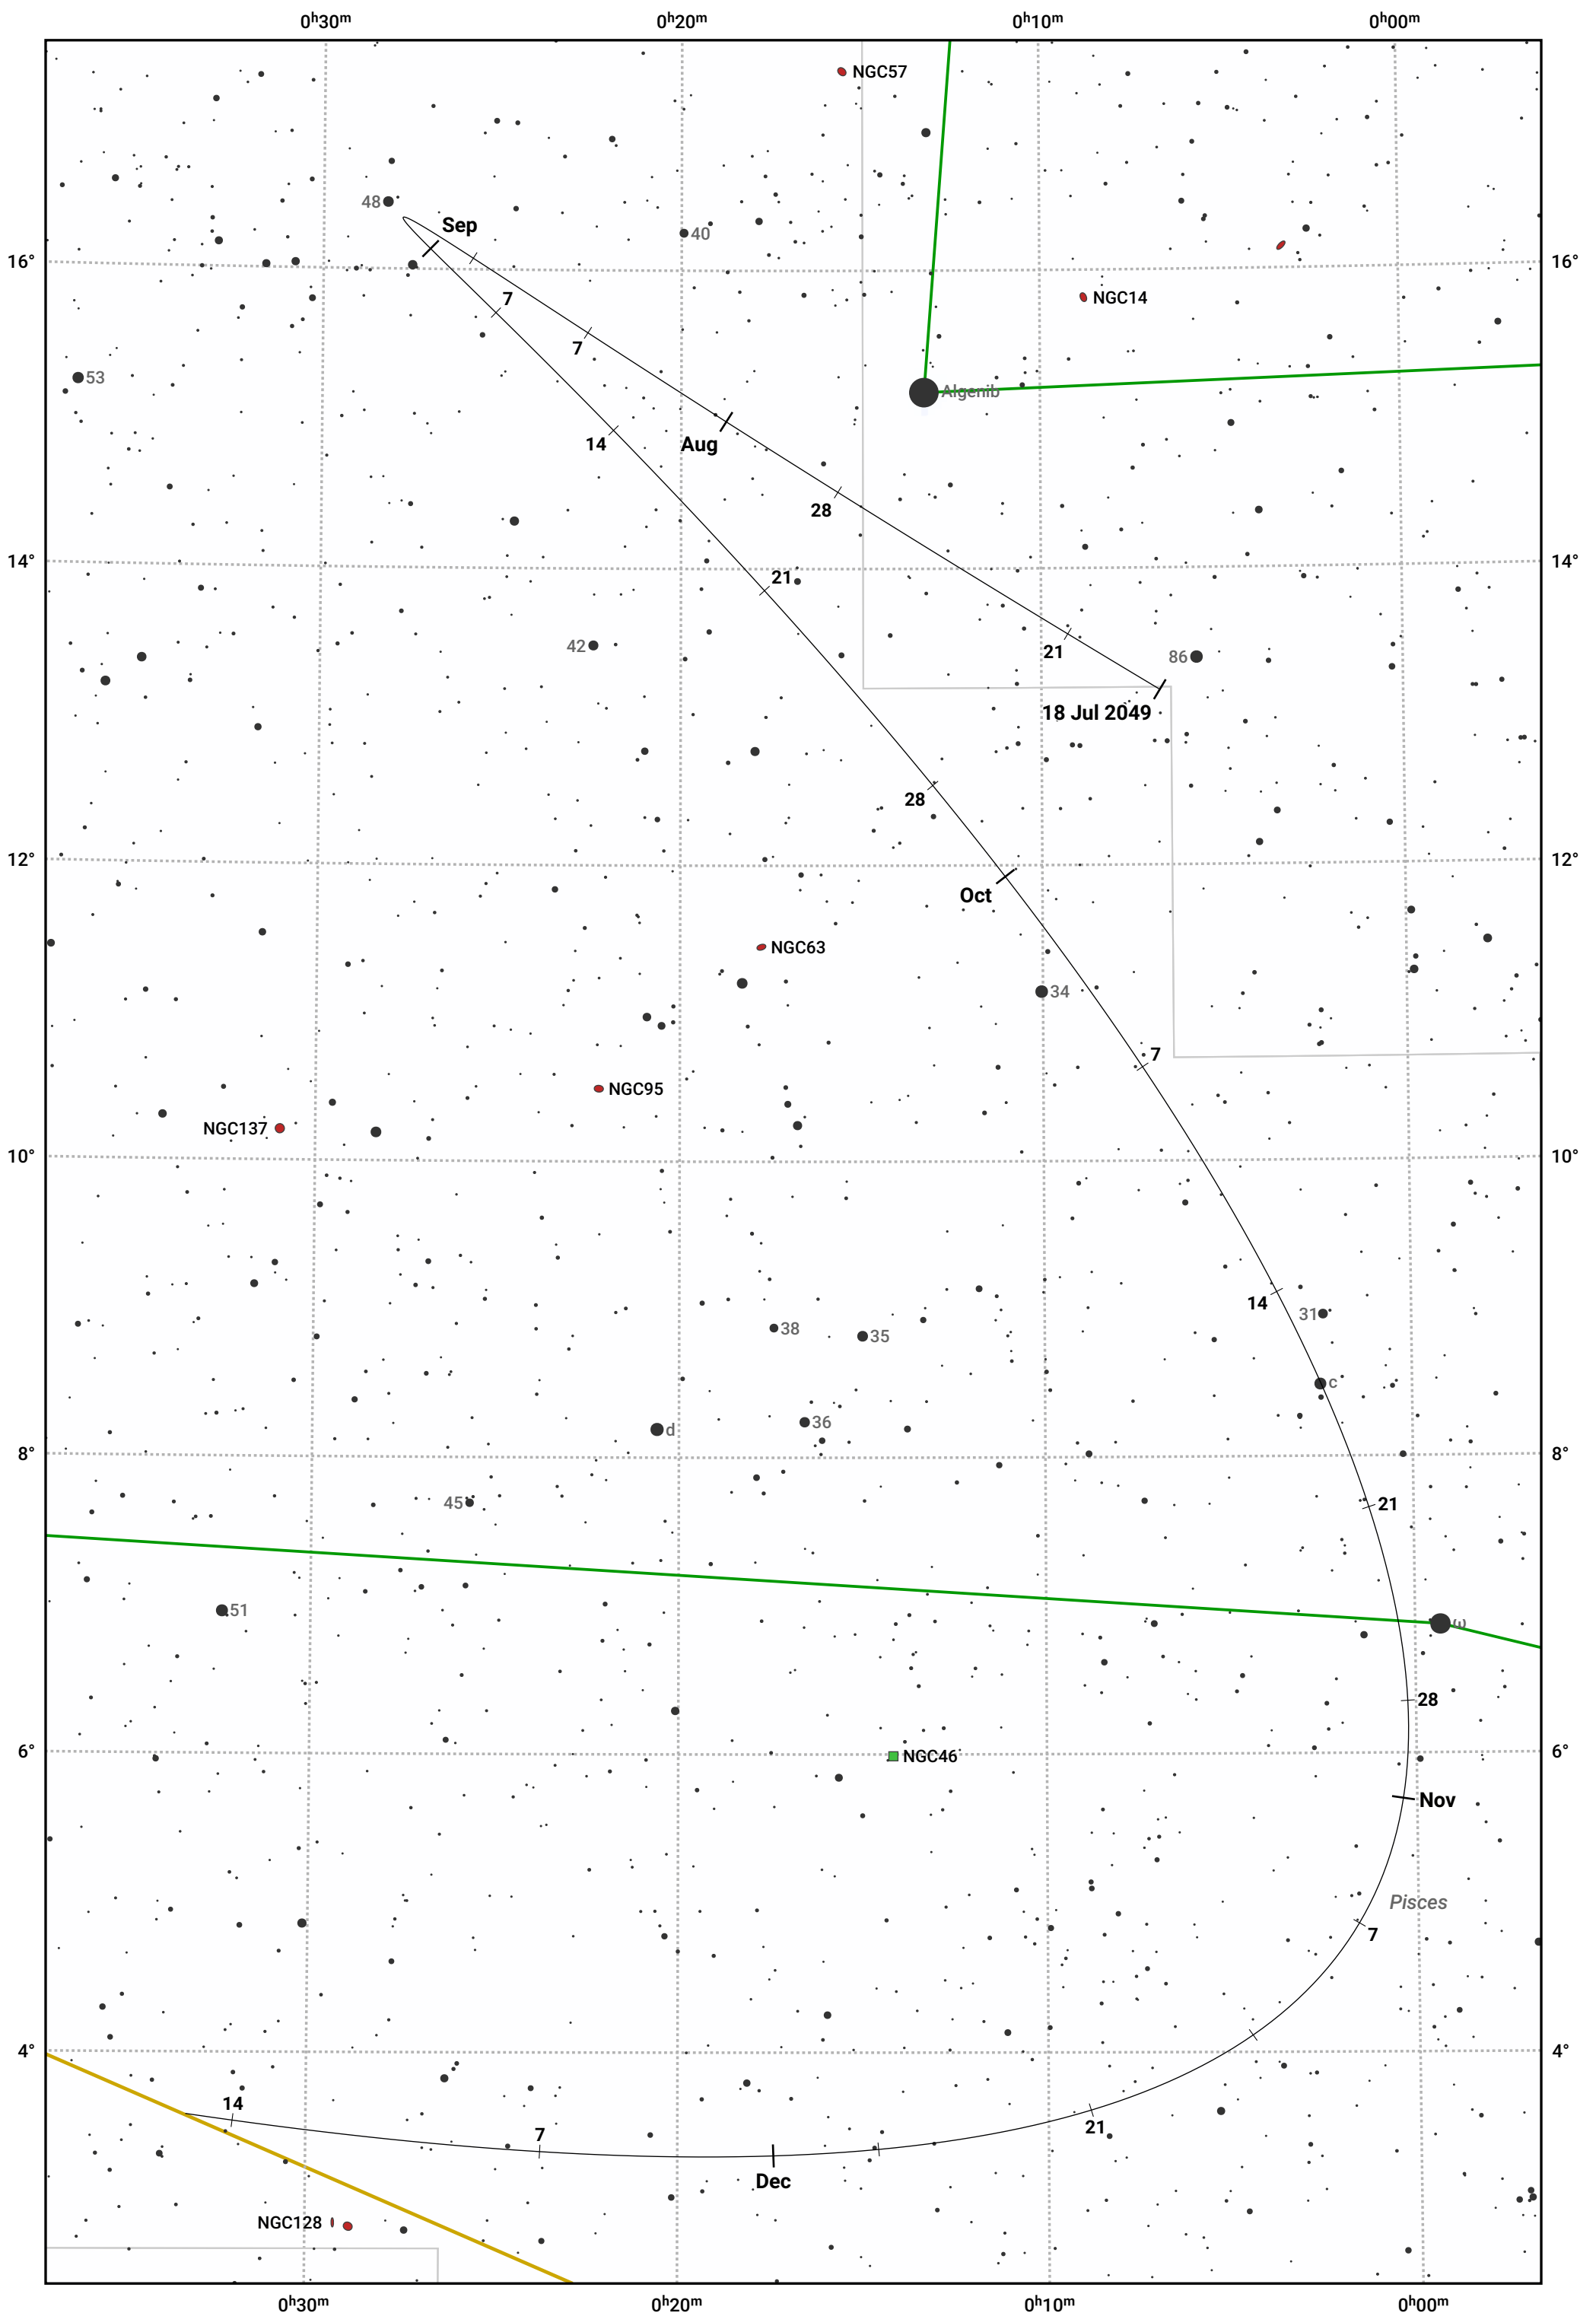 0h30m 0h20m 0h10m 0h00m
NGC57
48
Sep
40
16° 16°
7
NGC14
7
53
Algenib
Aug
14
28
14° 14°
21
42
21
86
18 Jul 2049
28
12° 12°
Oct
NGC63
34
7
NGC95
NGC137
10° 10°
14
31
38
35
c
36
d
8° 8°
45
21
51
ω
28
6° 6°
NGC46
Nov
Pisces
7
4° 4°
14
21
7
Dec
NGC128
0h30m 0h20m 0h10m 0h00m